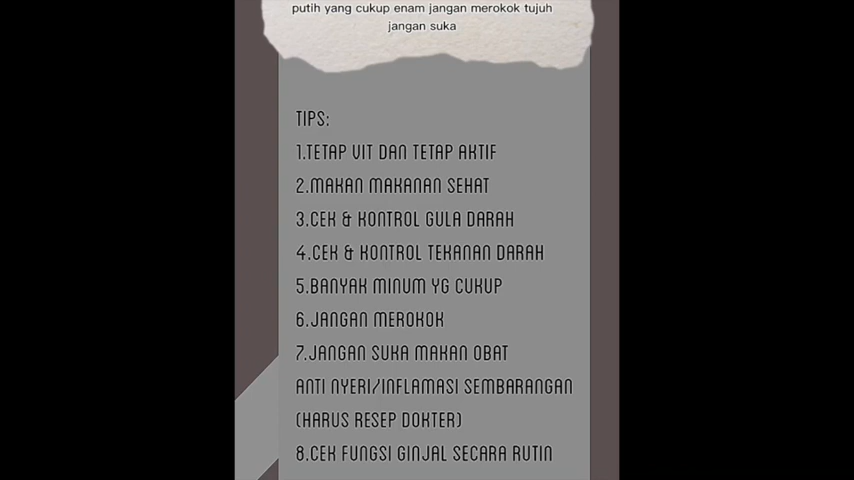 putih yang cukup enam jangan merokok tujuh
jangan suka
TIPS:
1.TETAP VIT DAN TETAP AKTIF
2.MAKAN MAKANAN SEHAT
3.CEK & KONTROL GULA DARAH
4.CEK & KONTROL TEKANAN DARAH
5.BANYAK MINUM YG CUKUP
6.JANGAN MEROKOK
7.JANGAN SUKA MAKAN OBAT
ANTI NYERI/INFLAMASI SEMBARANGAN
(HARUS RESEP DOKTER)
8.CEK FUNGSI GINJAL SECARA RUTIN